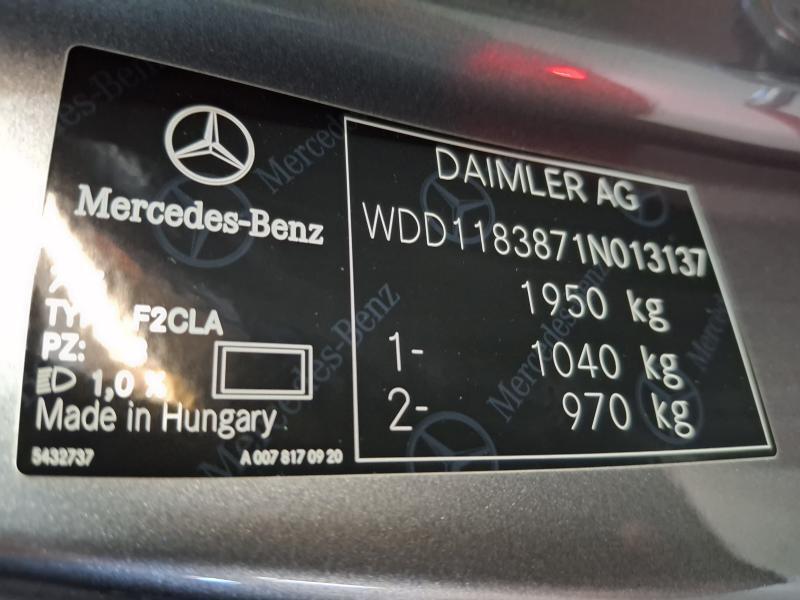 Mercedes-Benz
F2CLA
PZ:
1,0 %
Made in Hungary
5432737
A 007 817 09 20
DAIMLER AG
WDD1183871N013137
1950 kg
1- 1040 kg
2- 970 kg